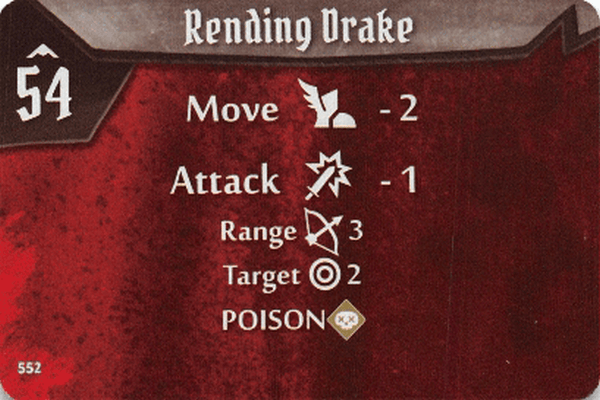 Rending Drake
54
Move - 2
Attack - 1
Range 3
Target 2
POISON
552